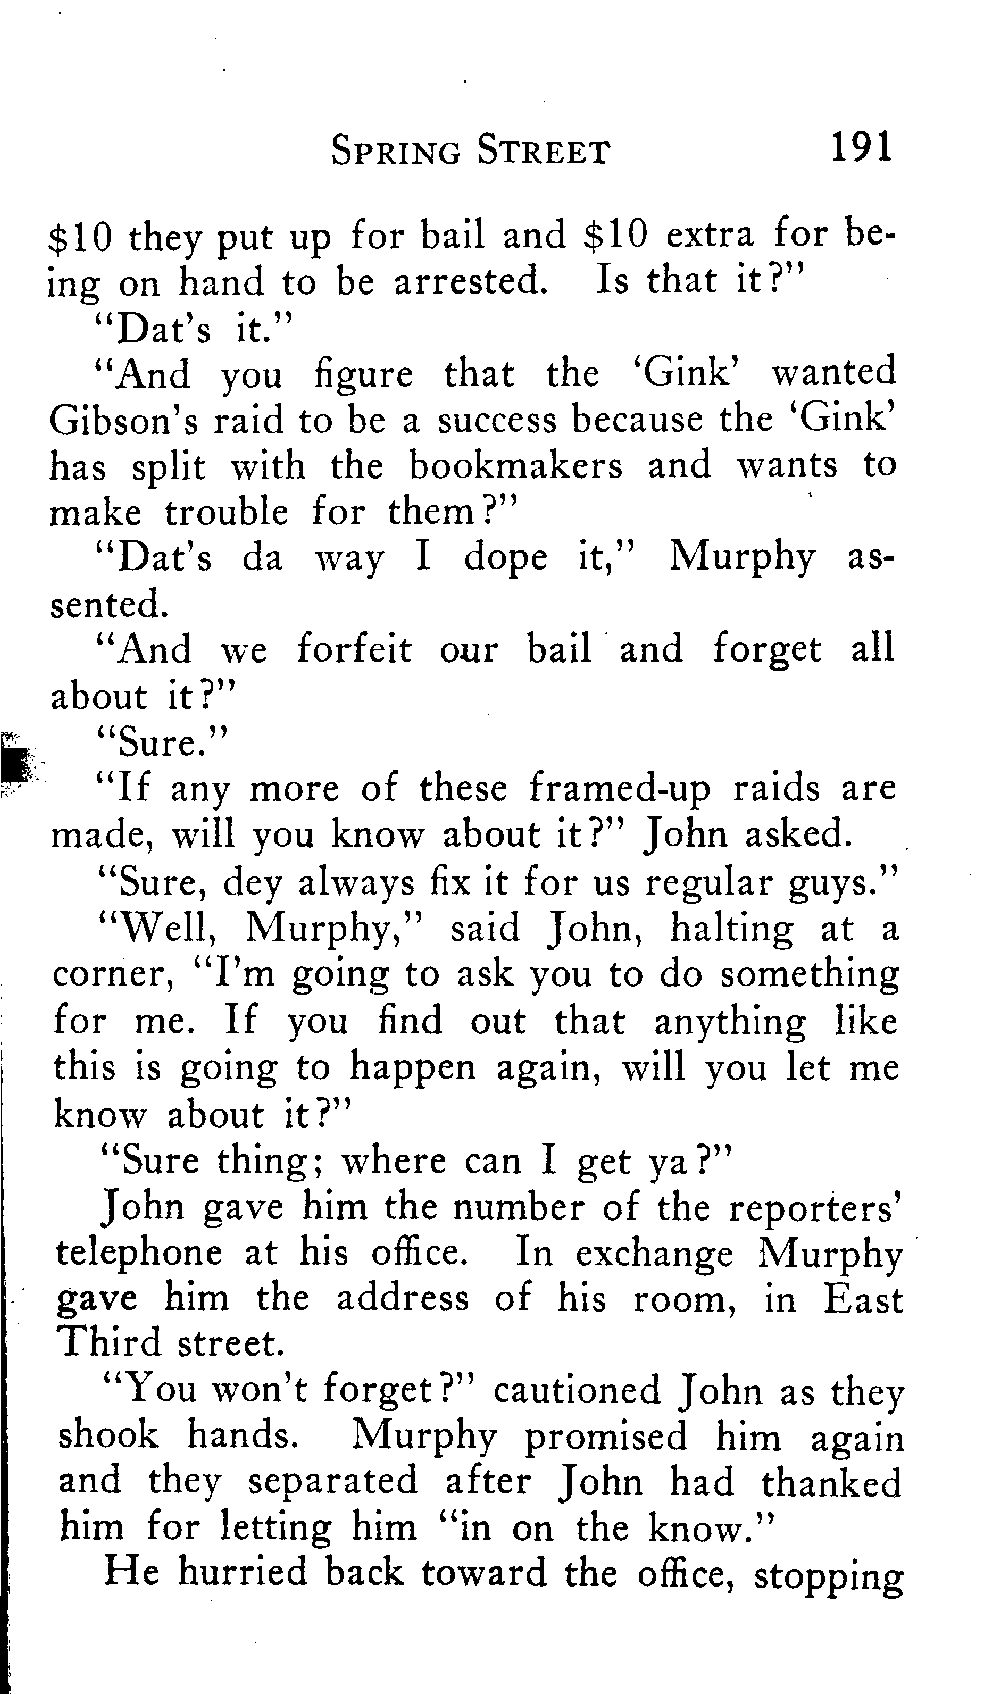 SPRING STREET 191
$10 they put up for bail and $10 extra for be-
ing on hand to be arrested. Is that it?"
"Dat's it."
"And you figure that the 'Gink' wanted
Gibson's raid to be a success because the 'Gink'
has split with the bookmakers and wants to
make trouble for them?"
"Dat's da way I dope it," Murphy as-
sented.
"And we forfeit our bail and forget all
about it?"
"Sure."
"If any more of these framed-up raids are
made, will you know about it?" John asked.
"Sure, dey always fix it for us regular guys."
"Well, Murphy," said John, halting at a
corner, "I'm going to ask you to do something
for me. If you find out that anything like
this is going to happen again, will you let me
know about it?"
"Sure thing; where can I get ya?"
John gave him the number of the reporters'
telephone at his office. In exchange Murphy
gave him the address of his room, in East
Third street.
"You won't forget?" cautioned John as they
shook hands. Murphy promised him again
and they separated after John had thanked
him for letting him "in on the know."
He hurried back toward the office, stopping